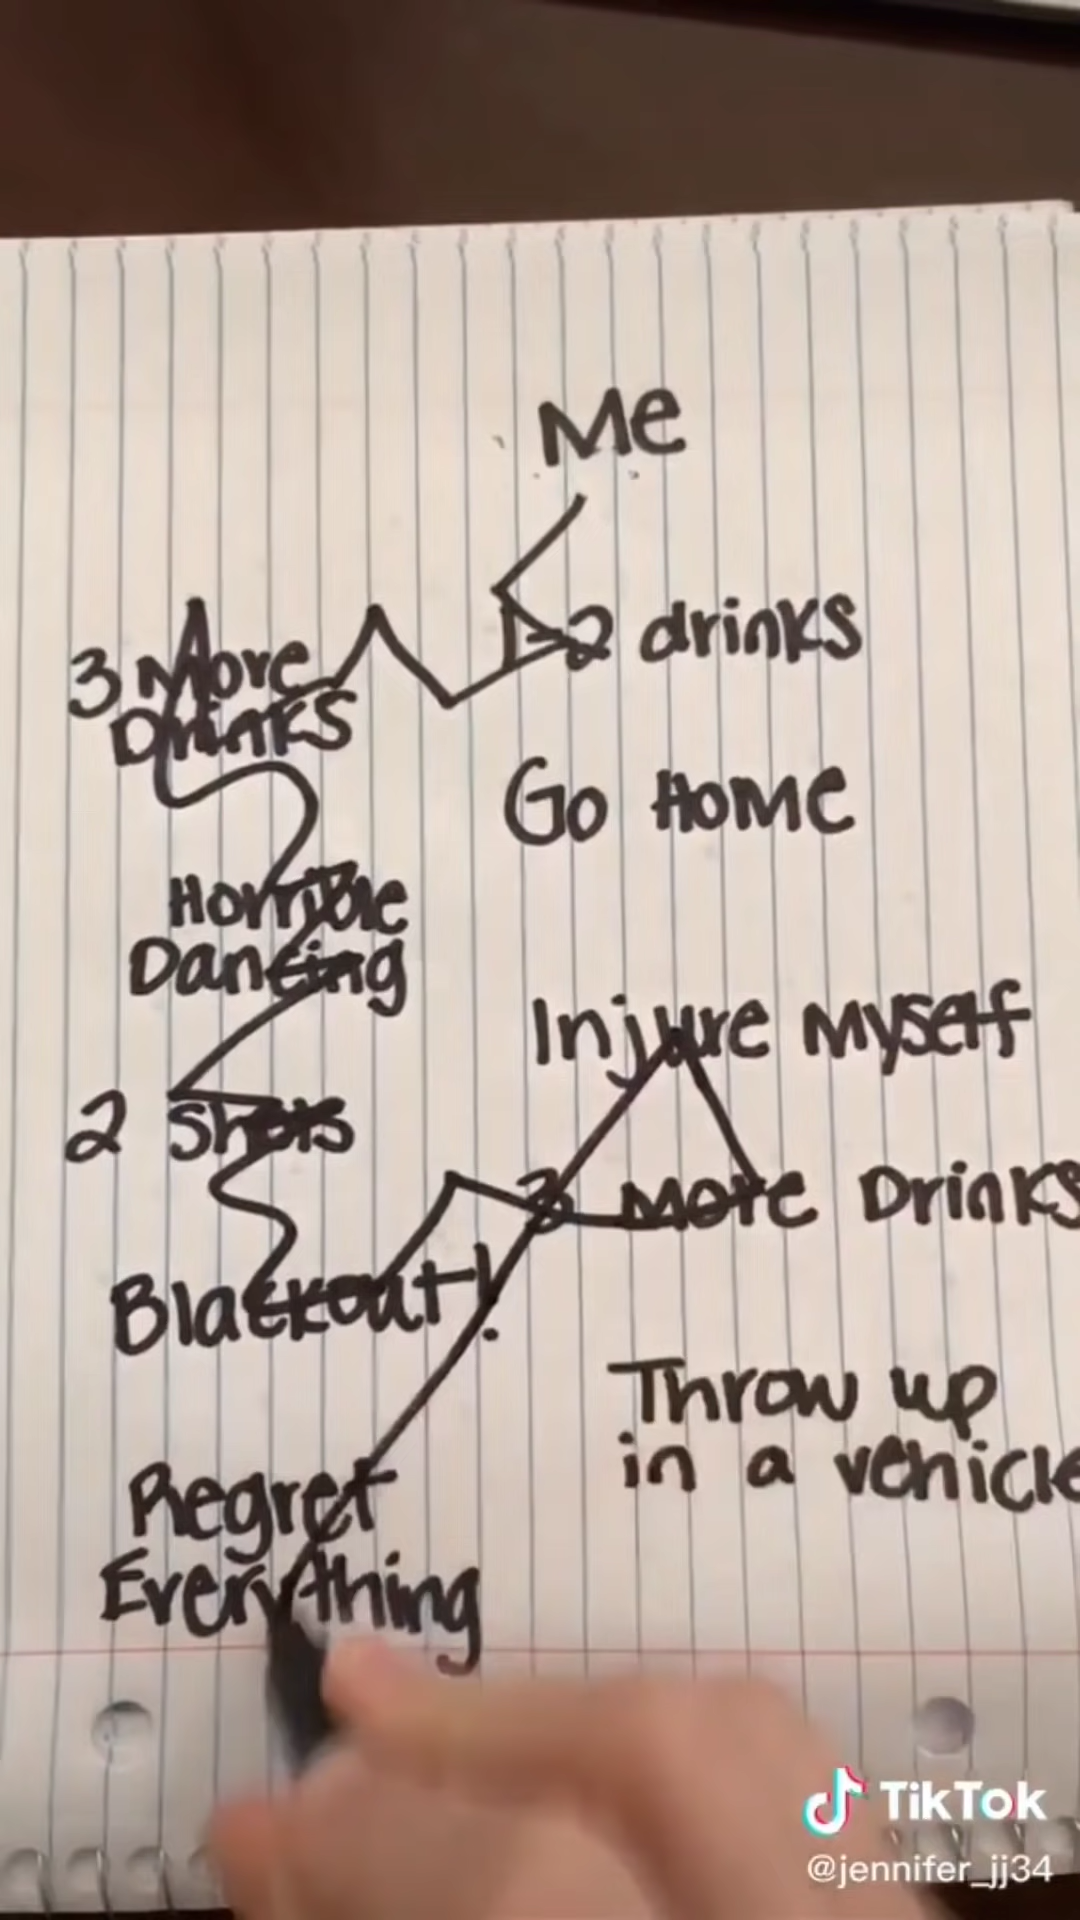 Me
2 drinks
3 More
Drinks
Go Home
Horrible
Dancing
Injure Myself
2 Shots
3 More Drinks
Blackout!
Throw up
in a vehicle
Regret
Everything
TikTok
@jennifer_jj34